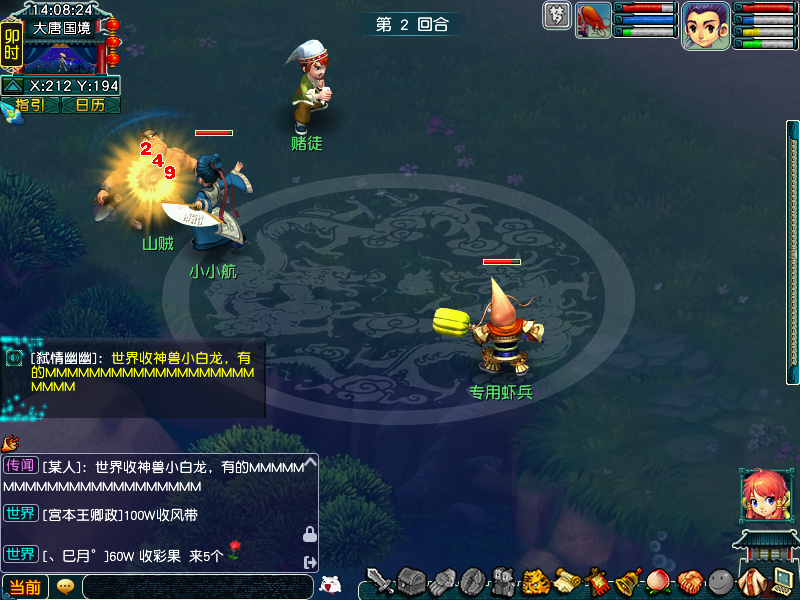 14:08:24
大唐国境
卯时
X:212 Y:194
指引 日历
第 2 回合
梦
赌徒
249
山贼
小小航
专用虾兵
[弑情幽幽]：世界收神兽小白龙，有
的MMMMMMMMMMMMMMMMMMM
MMMM
传闻 [某人]：世界收神兽小白龙，有的MMMMM
MMMMMMMMMMMMMMMMMM
世界 [宫本王卿政]100W收风带
世界 [、巳月°]60W 收彩果 来5个
当前